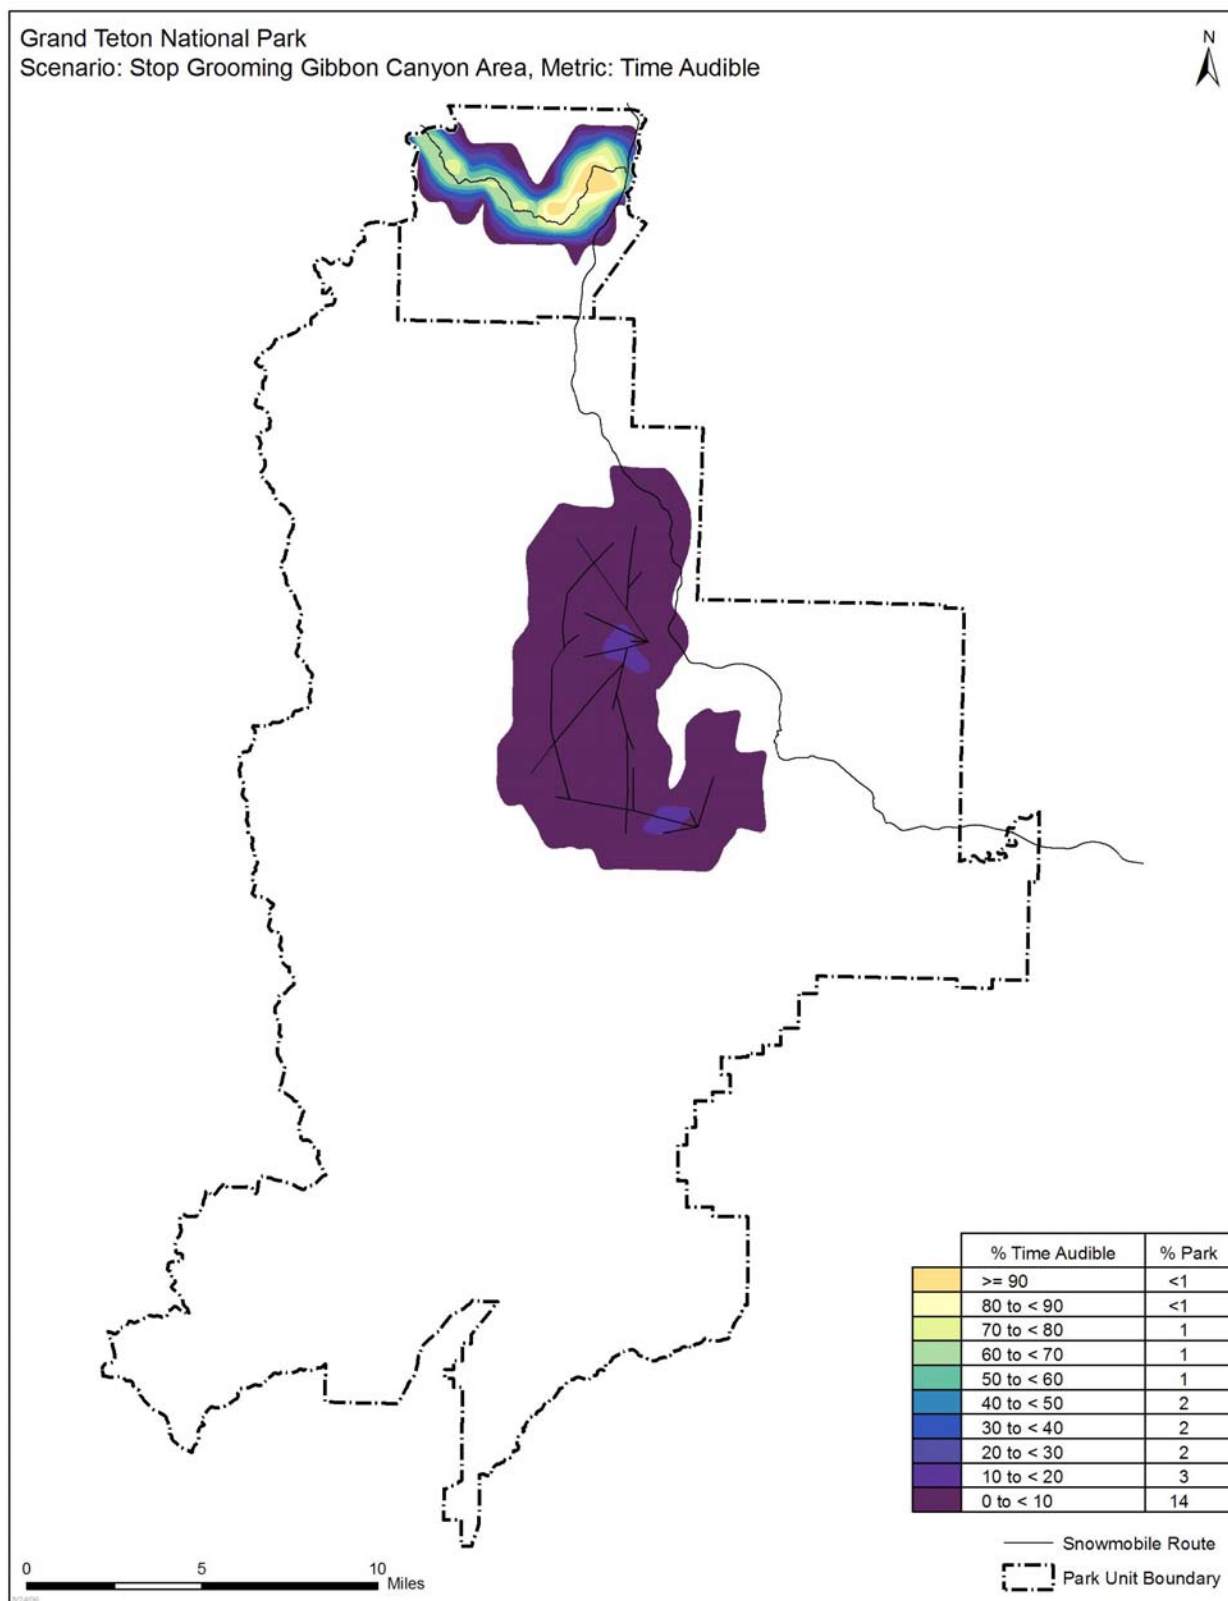 Grand Teton National Park
Scenario: Stop Grooming Gibbon Canyon Area, Metric: Time Audible
N
% Time Audible % Park
>= 90 <1
80 to < 90 <1
70 to < 80 1
60 to < 70 1
50 to < 60 1
40 to < 50 2
30 to < 40 2
20 to < 30 2
10 to < 20 3
0 to < 10 14
Snowmobile Route
Park Unit Boundary
0 5 10
Miles